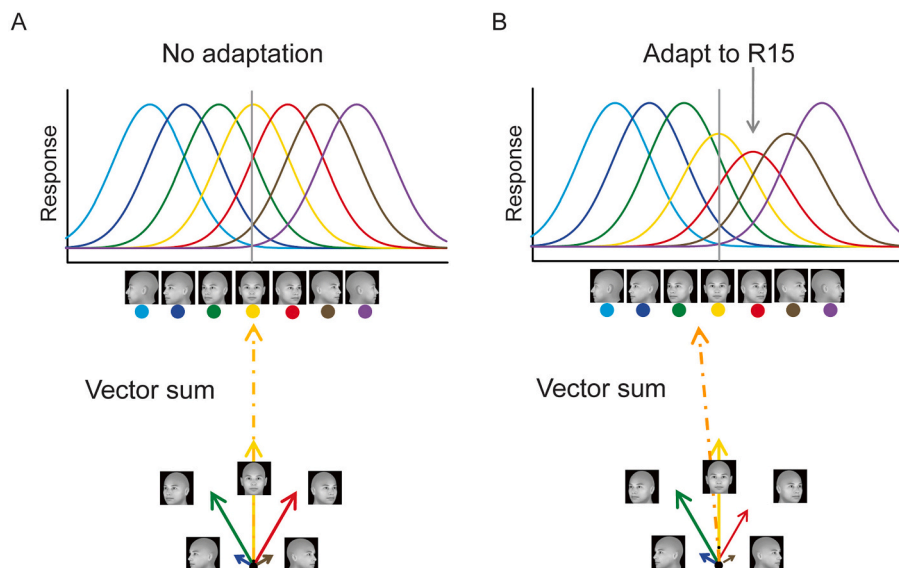 A
No adaptation
Response
Vector sum
B
Adapt to R15
Response
Vector sum